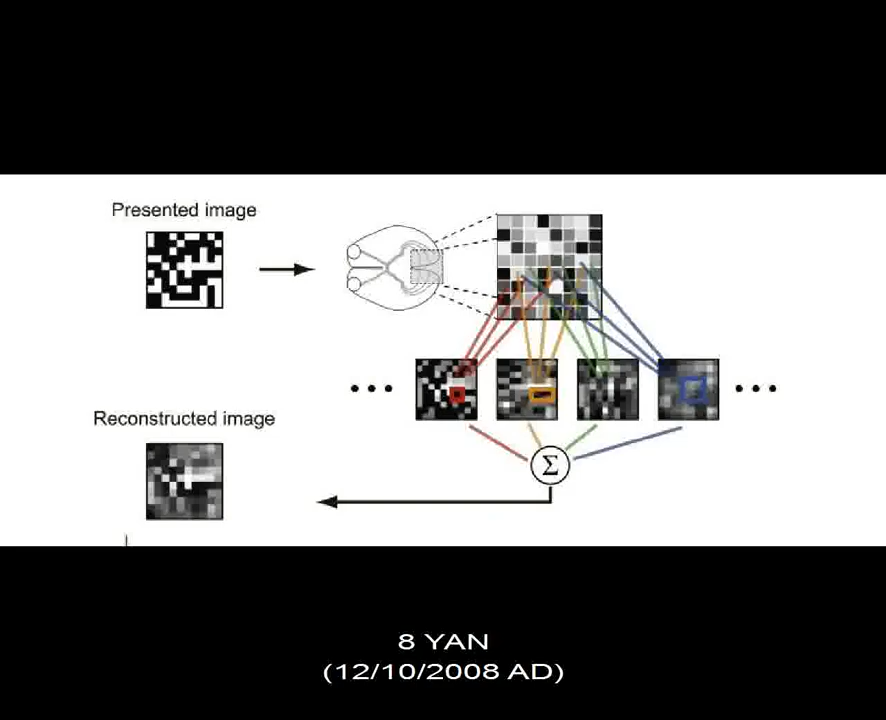 Presented image
Reconstructed image
Σ
8 YAN
(12/10/2008 AD)